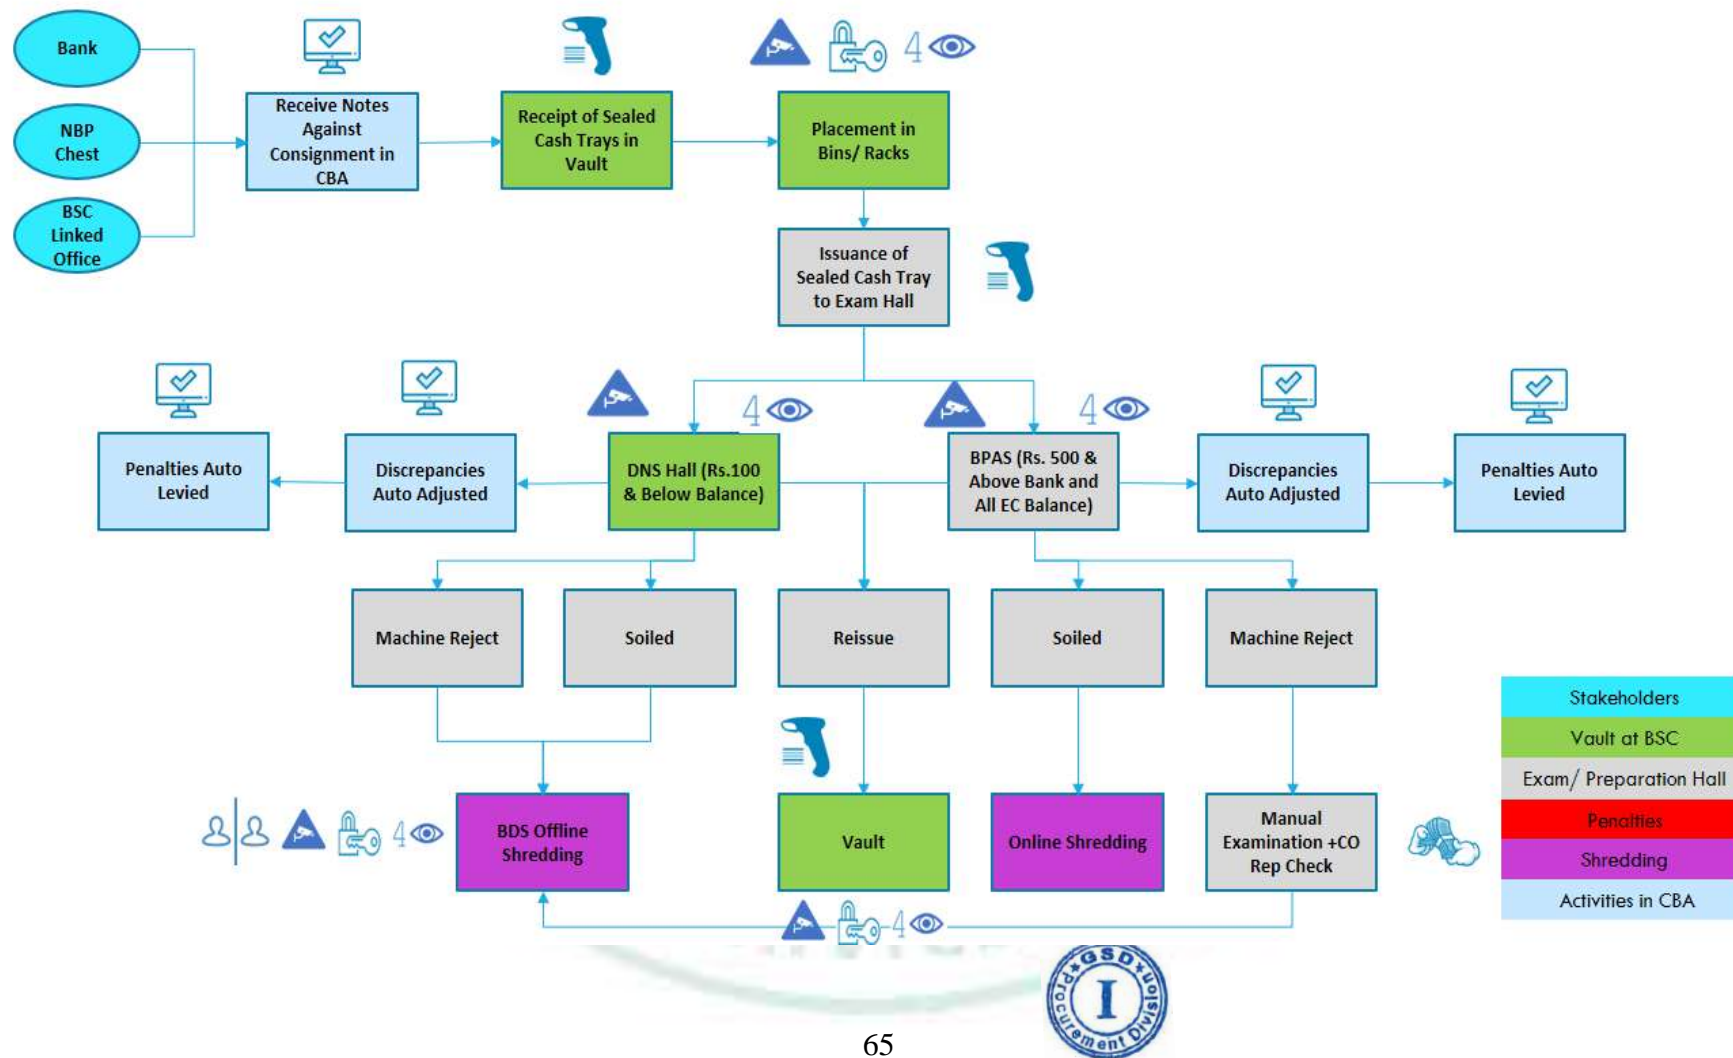 Bank
NBP
Chest
BSC
Linked
Office
Receive Notes
Against
Consignment in
CBA
Receipt of Sealed
Cash Trays in
Vault
4
Placement in
Bins/ Racks
Issuance of
Sealed Cash Tray
to Exam Hall
4
4
Penalties Auto
Levied
Discrepancies
Auto Adjusted
DNS Hall (Rs.100
& Below Balance)
BPAS (Rs. 500 &
Above Bank and
All EC Balance)
Discrepancies
Auto Adjusted
Penalties Auto
Levied
Machine Reject
Soiled
Reissue
Soiled
Machine Reject
4
BDS Offline
Shredding
Vault
Online Shredding
Manual
Examination +CO
Rep Check
4
Stakeholders
Vault at BSC
Exam/ Preparation Hall
Penalties
Shredding
Activities in CBA
GSD
I
Procurement Division
65